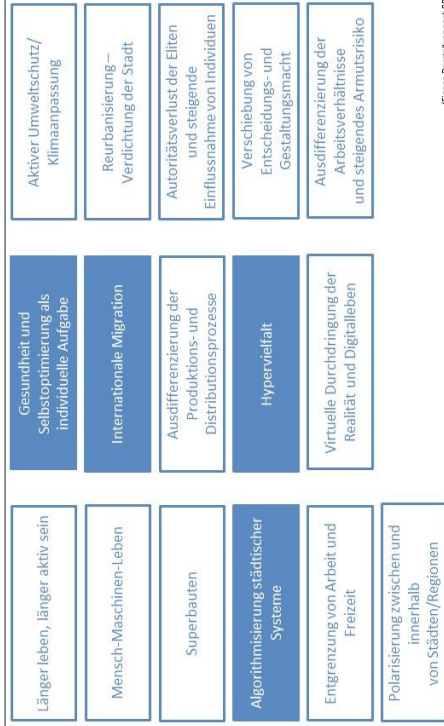 Länger leben, länger aktiv sein
Mensch-Maschinen-Leben
Superbauten
Algorithmisierung städtischer
Systeme
Entgrenzung von Arbeit und
Freizeit
Polarisierung zwischen und
innerhalb
von Städten/Regionen
Gesundheit und
Selbstoptimierung als
individuelle Aufgabe
Internationale Migration
Ausdifferenzierung der
Produktions- und
Distributionsprozesse
Hypervielfalt
Virtuelle Durchdringung der
Realität und Digitalleben
Aktiver Umweltschutz/
Klimaanpassung
Reurbanisierung –
Verdichtung der Stadt
Autoritätsverlust der Eliten
und steigende
Einflussnahme von Individuen
Verschiebung von
Entscheidungs- und
Gestaltungsmacht
Ausdifferenzierung der
Arbeitsverhältnisse
und steigendes Armutsrisiko